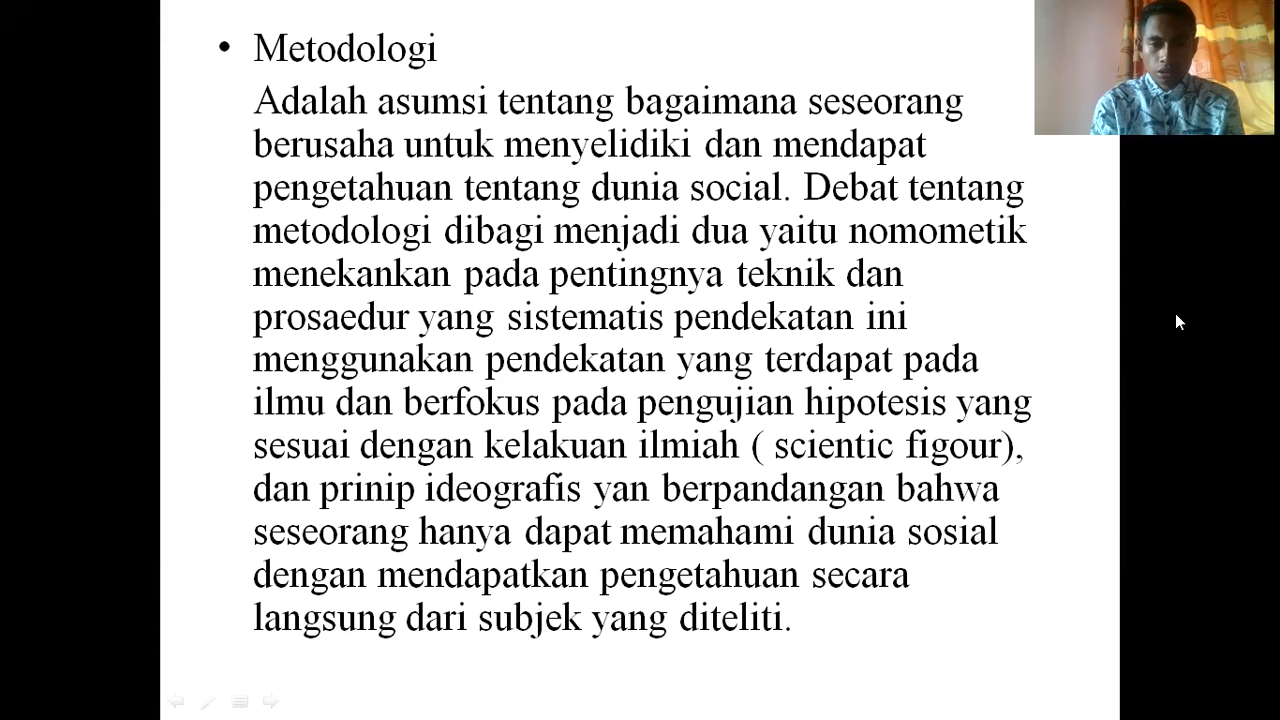 • Metodologi
Adalah asumsi tentang bagaimana seseorang
berusaha untuk menyelidiki dan mendapat
pengetahuan tentang dunia social. Debat tentang
metodologi dibagi menjadi dua yaitu nomometik
menekankan pada pentingnya teknik dan
prosaedur yang sistematis pendekatan ini
menggunakan pendekatan yang terdapat pada
ilmu dan berfokus pada pengujian hipotesis yang
sesuai dengan kelakuan ilmiah ( scientic figour),
dan prinip ideografis yan berpandangan bahwa
seseorang hanya dapat memahami dunia sosial
dengan mendapatkan pengetahuan secara
langsung dari subjek yang diteliti.